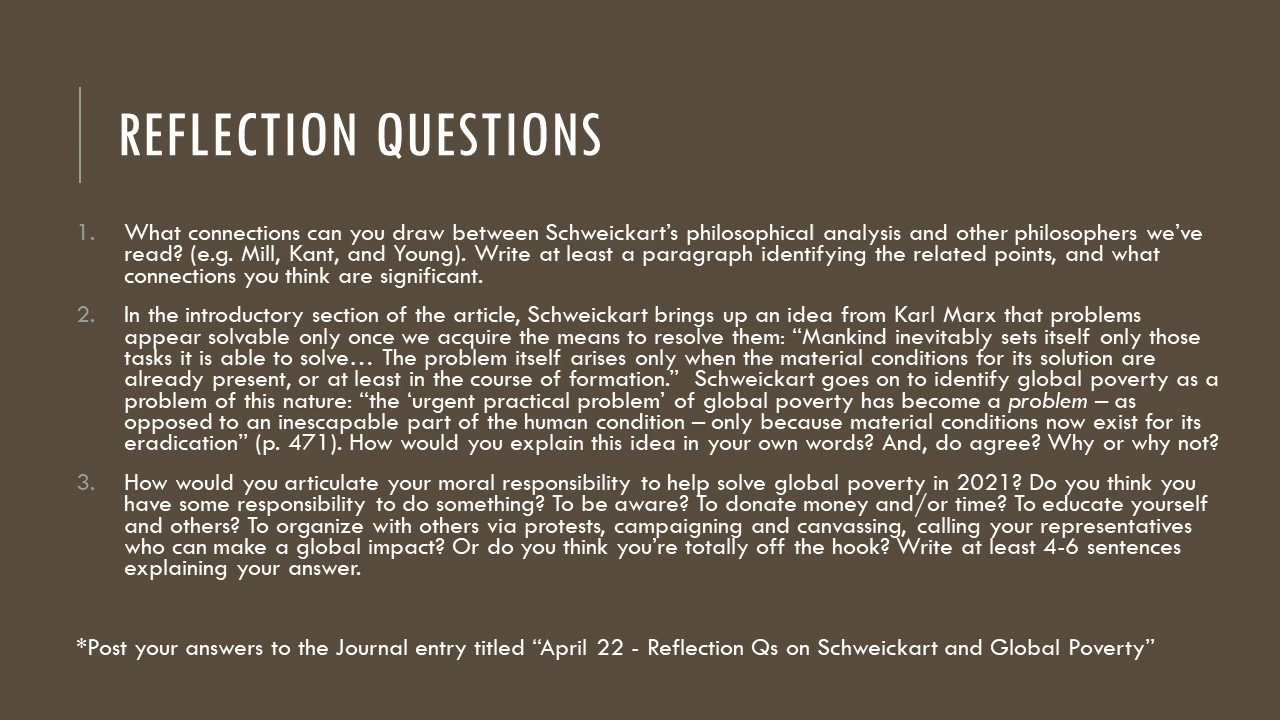 REFLECTION QUESTIONS
1. What connections can you draw between Schweickart’s philosophical analysis and other philosophers we’ve
read? (e.g. Mill, Kant, and Young). Write at least a paragraph identifying the related points, and what
connections you think are significant.
2. In the introductory section of the article, Schweickart brings up an idea from Karl Marx that problems
appear solvable only once we acquire the means to resolve them: “Mankind inevitably sets itself only those
tasks it is able to solve… The problem itself arises only when the material conditions for its solution are
already present, or at least in the course of formation.”  Schweickart goes on to identify global poverty as a
problem of this nature: “the ‘urgent practical problem’ of global poverty has become a problem – as
opposed to an inescapable part of the human condition – only because material conditions now exist for its
eradication” (p. 471). How would you explain this idea in your own words? And, do agree? Why or why not?
3. How would you articulate your moral responsibility to help solve global poverty in 2021? Do you think you
have some responsibility to do something? To be aware? To donate money and/or time? To educate yourself
and others? To organize with others via protests, campaigning and canvassing, calling your representatives
who can make a global impact? Or do you think you’re totally off the hook? Write at least 4-6 sentences
explaining your answer.
*Post your answers to the Journal entry titled “April 22 - Reflection Qs on Schweickart and Global Poverty”